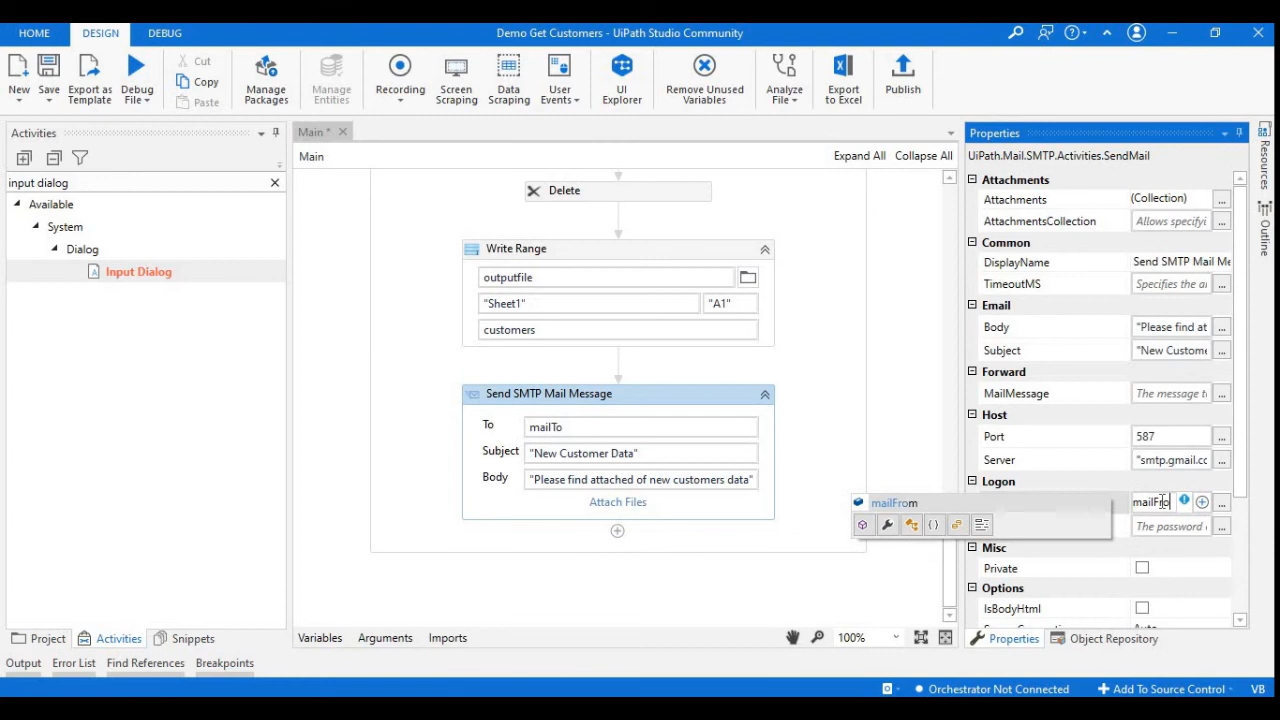 HOME DESIGN DEBUG Demo Get Customers - UiPath Studio Community
New Save Export as Template Debug File Cut Copy Paste Manage Packages Manage Entities Recording Screen Scraping Data Scraping User Events UI Explorer Remove Unused Variables Analyze File Export to Excel Publish
Activities
input dialog
Available
System
Dialog
Input Dialog
Main *
Main Expand All Collapse All
Delete
Write Range
outputfile
"Sheet1" "A1"
customers
Send SMTP Mail Message
To mailTo
Subject "New Customer Data"
Body "Please find attached of new customers data"
Attach Files
mailFrom
Properties
UiPath.Mail.SMTP.Activities.SendMail
Attachments
Attachments (Collection) ...
AttachmentsCollection Allows specifyi ...
Common
DisplayName Send SMTP Mail Me
TimeoutMS Specifies the ar ...
Email
Body "Please find at ...
Subject "New Custome ...
Forward
MailMessage The message t ...
Host
Port 587 ...
Server "smtp.gmail.cc ...
Logon
mailFro ...
The password ...
Misc
Private
Options
IsBodyHtml
Resources
Outline
Project Activities Snippets
Variables Arguments Imports 100%
Properties Object Repository
Output Error List Find References Breakpoints
Orchestrator Not Connected Add To Source Control VB